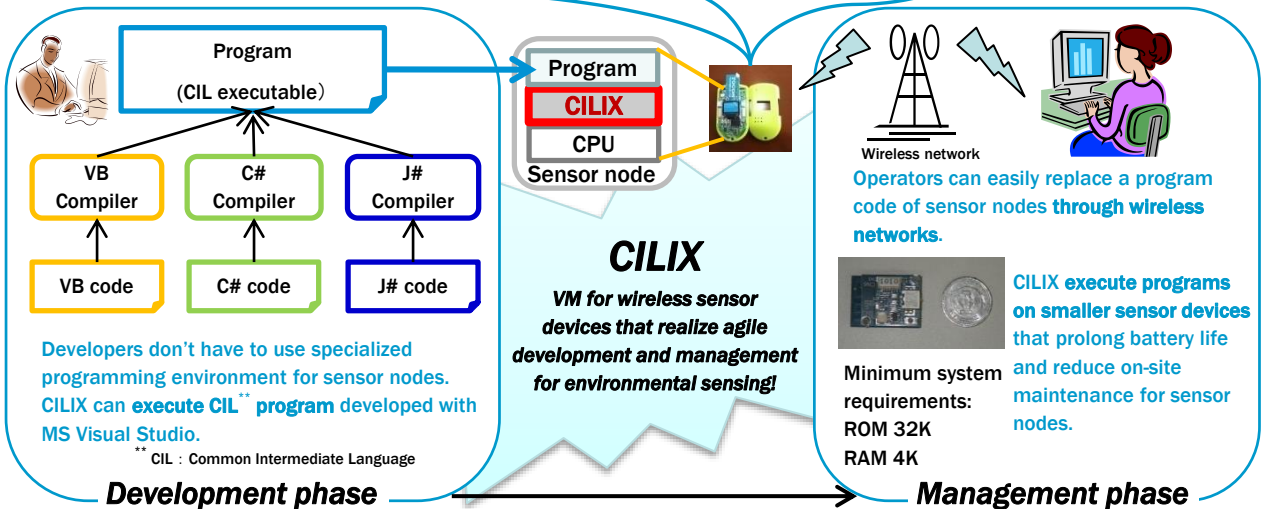 Program
(CIL executable)
VB
Compiler
C#
Compiler
J#
Compiler
VB code
C# code
J# code
Developers don't have to use specialized
programming environment for sensor nodes.
CILIX can execute CIL** program developed with
MS Visual Studio.
** CIL : Common Intermediate Language
Development phase
Program
CILIX
CPU
Sensor node
CILIX
VM for wireless sensor
devices that realize agile
development and management
for environmental sensing!
Wireless network
Operators can easily replace a program
code of sensor nodes through wireless
networks.
CILIX execute programs
on smaller sensor devices
that prolong battery life
and reduce on-site
maintenance for sensor
nodes.
Minimum system
requirements:
ROM 32K
RAM 4K
Management phase